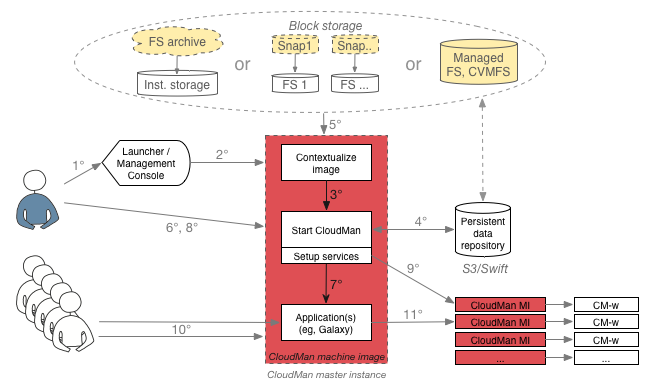 Block storage
FS archive
Snap1
Snap..
or
or
Managed
FS, CVMFS
Inst. storage
FS 1
FS ...
5°
Launcher /
Management
Console
1°
2°
Contextualize
image
3°
6°, 8°
Start CloudMan
4°
Persistent
data
repository
Setup services
S3/Swift
9°
7°
CloudMan MI
CM-w
10°
Application(s)
(eg, Galaxy)
11°
CloudMan MI
CM-w
CloudMan MI
CM-w
...
...
CloudMan machine image
CloudMan master instance